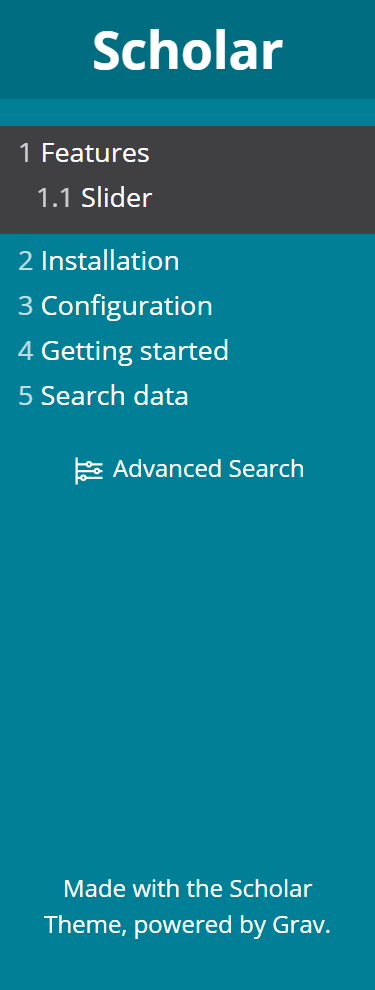 Scholar
1 Features
1.1 Slider
2 Installation
3 Configuration
4 Getting started
5 Search data
Advanced Search
Made with the Scholar
Theme, powered by Grav.